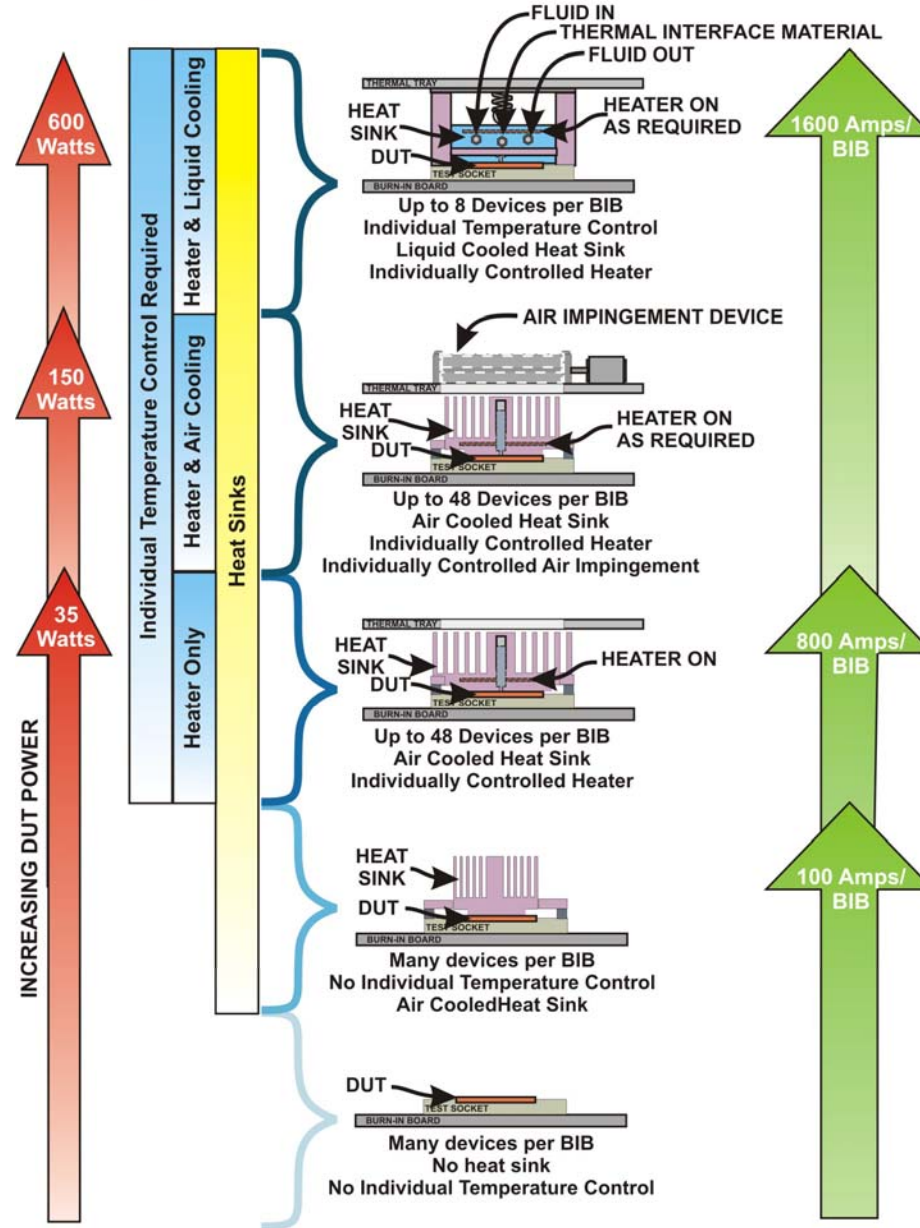 FLUID IN
THERMAL INTERFACE MATERIAL
FLUID OUT
THERMAL TRAY
HEAT
SINK
HEATER ON
AS REQUIRED
DUT
TEST SOCKET
BURN-IN BOARD
Up to 8 Devices per BIB
Individual Temperature Control
Liquid Cooled Heat Sink
Individually Controlled Heater
AIR IMPINGEMENT DEVICE
THERMAL TRAY
HEAT
SINK
HEATER ON
AS REQUIRED
DUT
TEST SOCKET
BURN-IN BOARD
Up to 48 Devices per BIB
Air Cooled Heat Sink
Individually Controlled Heater
Individually Controlled Air Impingement
THERMAL TRAY
HEAT
SINK
HEATER ON
DUT
TEST SOCKET
BURN-IN BOARD
Up to 48 Devices per BIB
Air Cooled Heat Sink
Individually Controlled Heater
HEAT
SINK
DUT
TEST SOCKET
BURN-IN BOARD
Many devices per BIB
No Individual Temperature Control
Air CooledHeat Sink
DUT
TEST SOCKET
BURN-IN BOARD
Many devices per BIB
No heat sink
No Individual Temperature Control
600
Watts
150
Watts
35
Watts
INCREASING DUT POWER
Individual Temperature Control Required
Heater & Liquid Cooling
Heater & Air Cooling
Heater Only
Heat Sinks
1600 Amps/
BIB
800 Amps/
BIB
100 Amps/
BIB